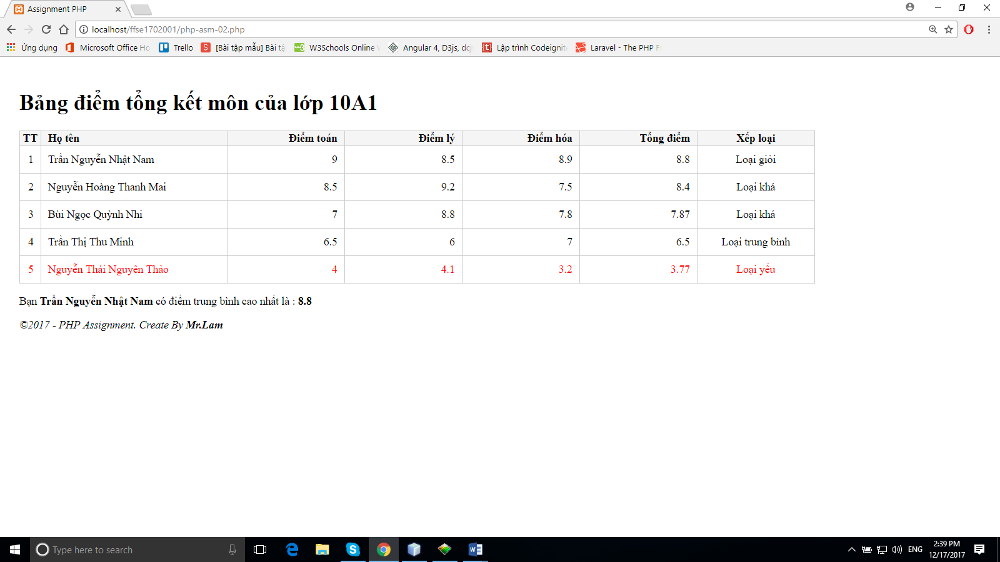 Assignment PHP
localhost/ffse1702001/php-asm-02.php
Ứng dụng Microsoft Office Ho Trello [Bài tập mẫu] Bài tậ W3Schools Online Angular 4, D3js, dcjs Lập trình Codeignite Laravel - The PHP F
Bảng điểm tổng kết môn của lớp 10A1
TT Họ tên Điểm toán Điểm lý Điểm hóa Tổng điểm Xếp loại
1 Trần Nguyễn Nhật Nam 9 8.5 8.9 8.8 Loại giỏi
2 Nguyễn Hoàng Thanh Mai 8.5 9.2 7.5 8.4 Loại khá
3 Bùi Ngọc Quỳnh Nhi 7 8.8 7.8 7.87 Loại khá
4 Trần Thị Thu Minh 6.5 6 7 6.5 Loại trung bình
5 Nguyễn Thái Nguyên Thảo 4 4.1 3.2 3.77 Loại yếu
Bạn Trần Nguyễn Nhật Nam có điểm trung bình cao nhất là : 8.8
©2017 - PHP Assignment. Create By Mr.Lam
Type here to search
ENG
2:39 PM
12/17/2017